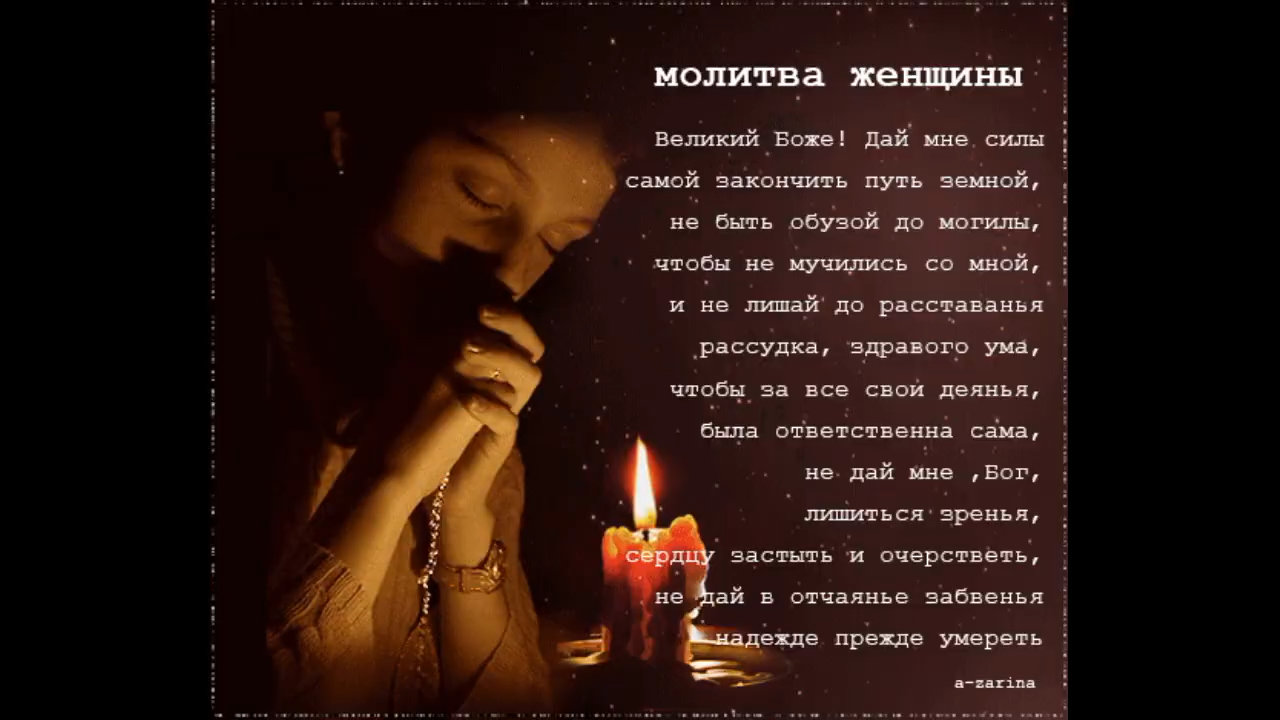 молитва женщины
Великий Боже! Дай мне силы
самой закончить путь земной,
не быть обузой до могилы,
чтобы не мучились со мной,
и не лишай до расставанья
рассудка, здравого ума,
чтобы за все свои деянья,
была ответственна сама,
не дай мне ,Бог,
лишиться зренья,
сердцу застыть и очерстветь,
не дай в отчаянье забвенья
надежде прежде умереть
a-zarina